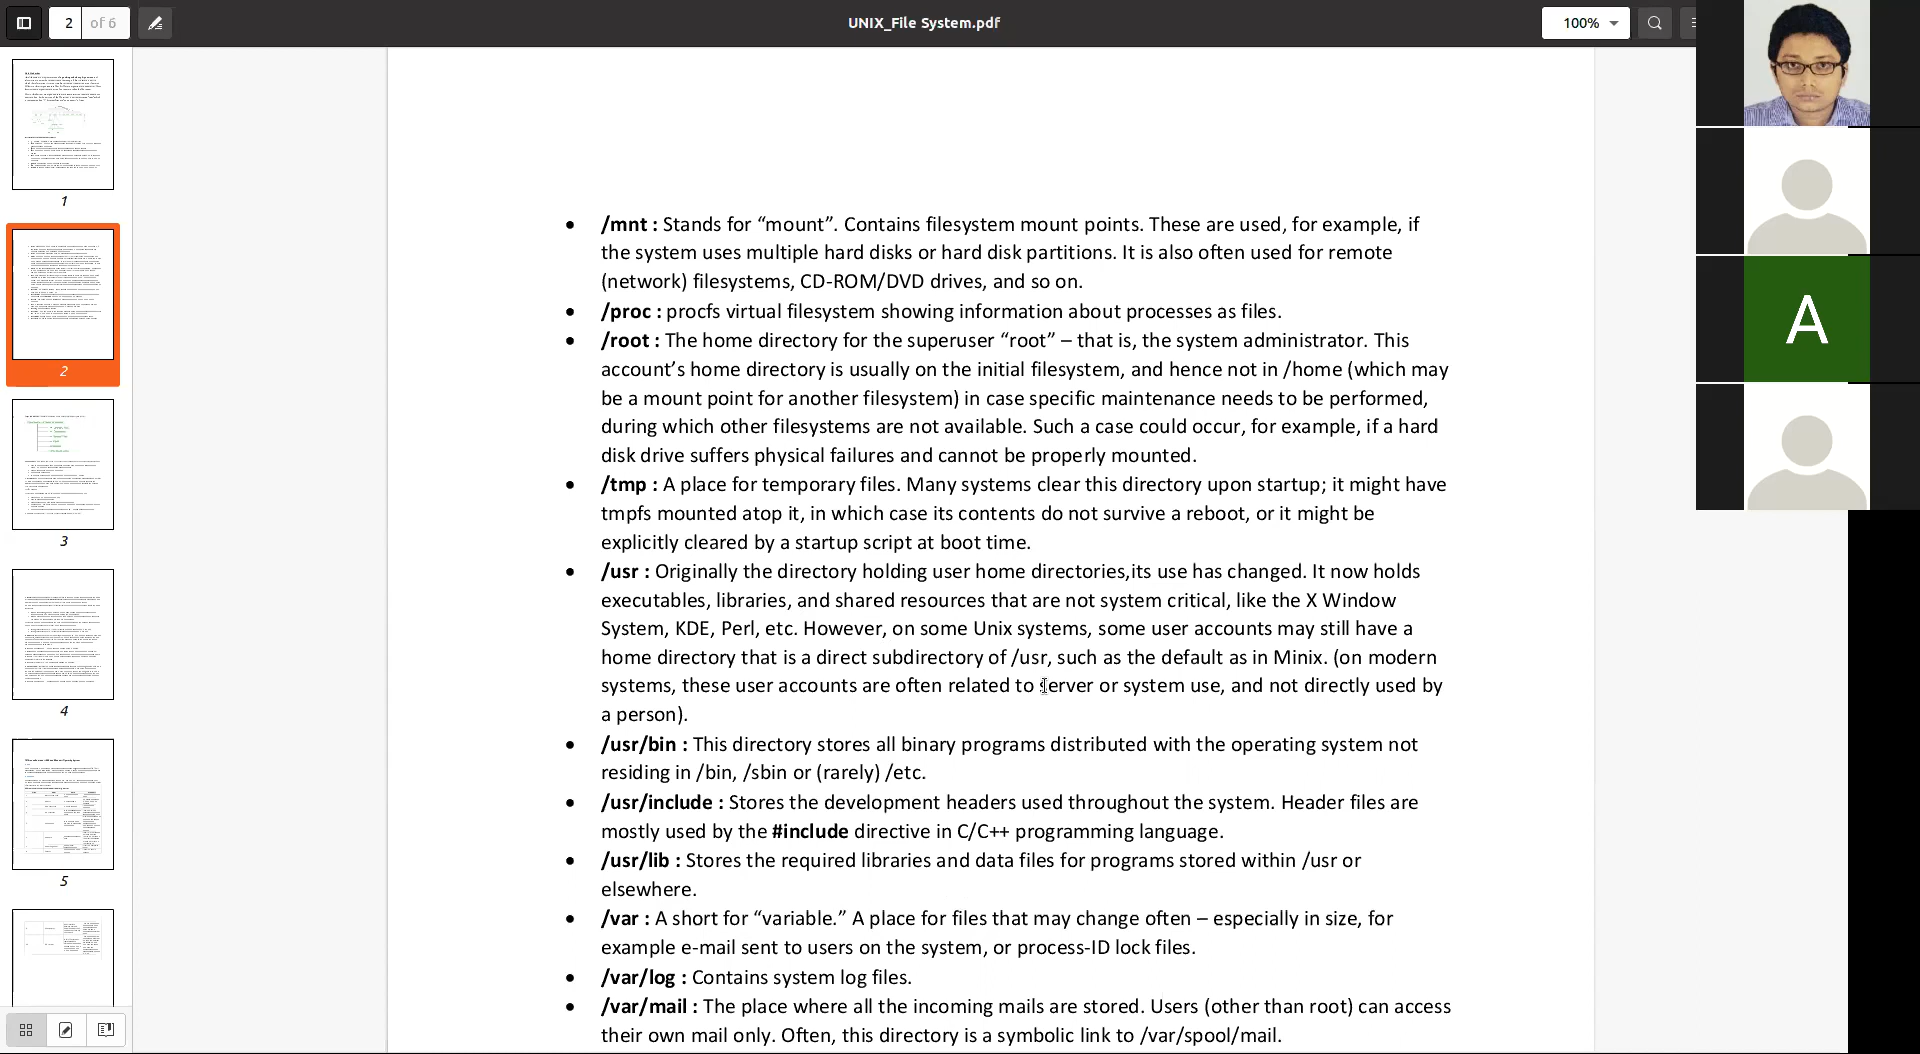 2 of 6
UNIX_File System.pdf
100%
1
2
3
4
5
A
• /mnt : Stands for “mount”. Contains filesystem mount points. These are used, for example, if
the system uses multiple hard disks or hard disk partitions. It is also often used for remote
(network) filesystems, CD-ROM/DVD drives, and so on.
• /proc : procfs virtual filesystem showing information about processes as files.
• /root : The home directory for the superuser “root” – that is, the system administrator. This
account’s home directory is usually on the initial filesystem, and hence not in /home (which may
be a mount point for another filesystem) in case specific maintenance needs to be performed,
during which other filesystems are not available. Such a case could occur, for example, if a hard
disk drive suffers physical failures and cannot be properly mounted.
• /tmp : A place for temporary files. Many systems clear this directory upon startup; it might have
tmpfs mounted atop it, in which case its contents do not survive a reboot, or it might be
explicitly cleared by a startup script at boot time.
• /usr : Originally the directory holding user home directories,its use has changed. It now holds
executables, libraries, and shared resources that are not system critical, like the X Window
System, KDE, Perl, etc. However, on some Unix systems, some user accounts may still have a
home directory that is a direct subdirectory of /usr, such as the default as in Minix. (on modern
systems, these user accounts are often related to server or system use, and not directly used by
a person).
• /usr/bin : This directory stores all binary programs distributed with the operating system not
residing in /bin, /sbin or (rarely) /etc.
• /usr/include : Stores the development headers used throughout the system. Header files are
mostly used by the #include directive in C/C++ programming language.
• /usr/lib : Stores the required libraries and data files for programs stored within /usr or
elsewhere.
• /var : A short for “variable.” A place for files that may change often – especially in size, for
example e-mail sent to users on the system, or process-ID lock files.
• /var/log : Contains system log files.
• /var/mail : The place where all the incoming mails are stored. Users (other than root) can access
their own mail only. Often, this directory is a symbolic link to /var/spool/mail.